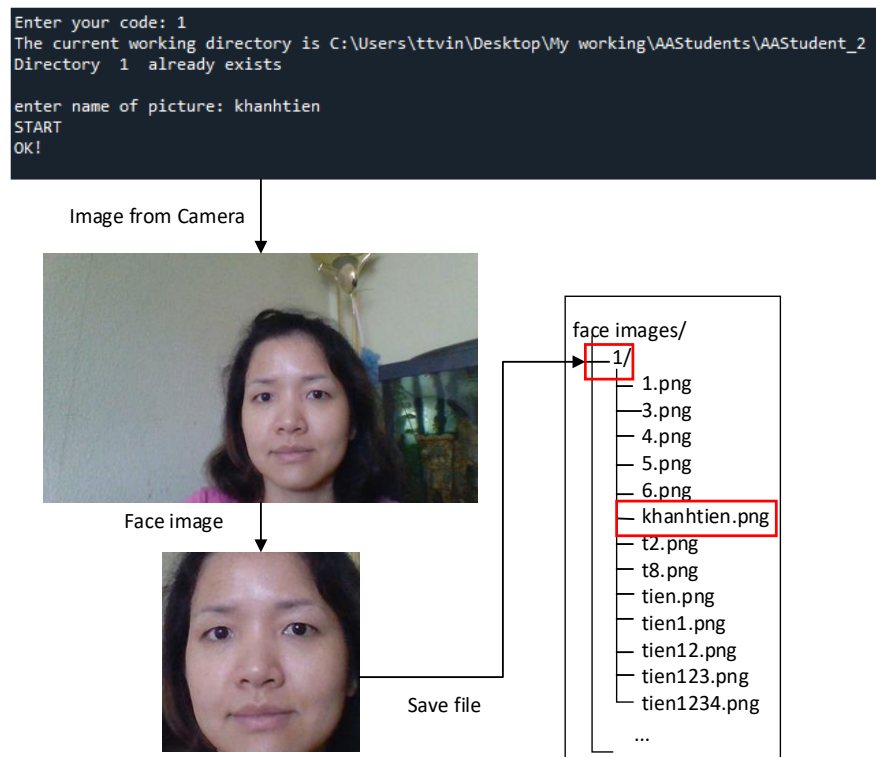 Enter your code: 1
The current working directory is C:\Users\ttvin\Desktop\My working\AAStudents\AAStudent_2
Directory  1  already exists
enter name of picture: khanhtien
START
OK!
Image from Camera
Face image
Save file
face images/
1/
1.png
3.png
4.png
5.png
6.png
khanhtien.png
t2.png
t8.png
tien.png
tien1.png
tien12.png
tien123.png
tien1234.png
...